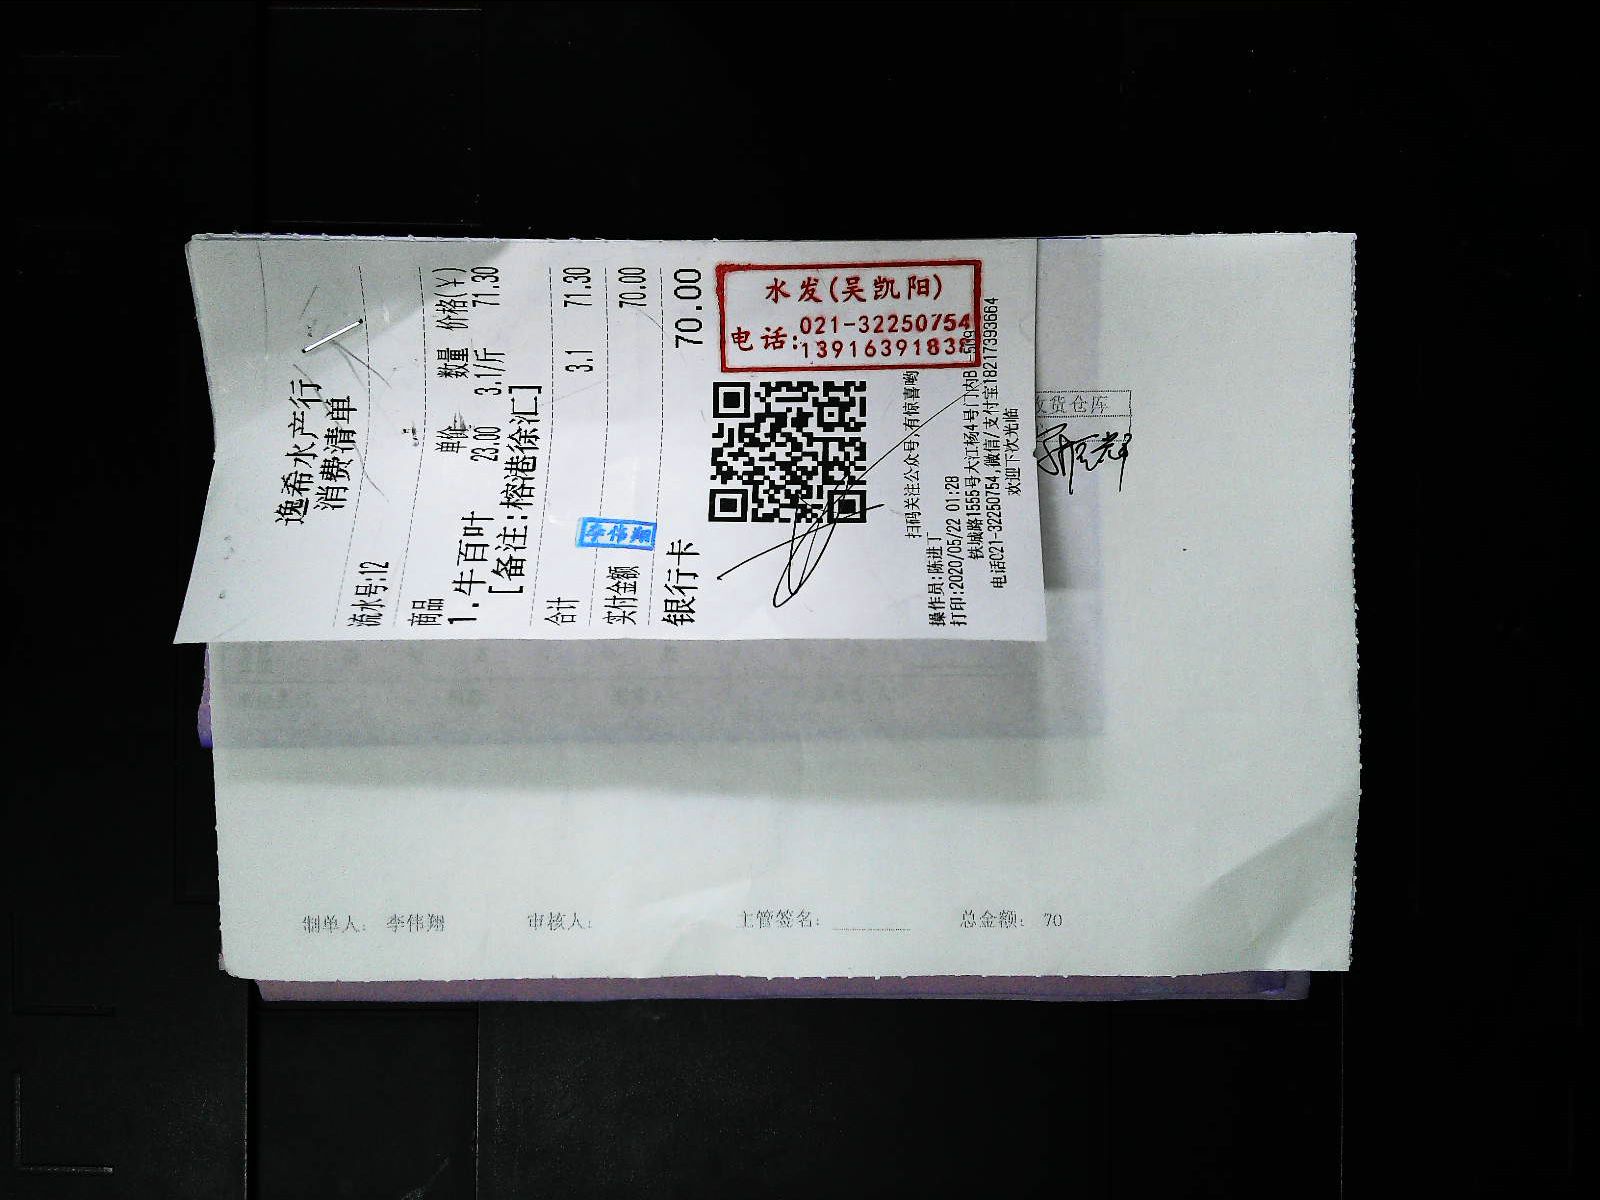 逸希水产行
消费清单
流水号:12
商品 单价 数量 价格(￥)
1.牛百叶 23.00 3.1/斤 71.30
[备注:榕港徐汇]
合计 3.1 71.30
实付金额 70.00
银行卡 70.00
水发(吴凯阳)
电话:021-32250754
1391639183
扫码关注公众号,有惊喜哟
操作员:陈进丁
打印:2020/05/22 01:28
铁城路1555号大江杨4号门内B
电话021-32250754,微信/支付宝18217393664
欢迎下次光临
收货仓库
制单人: 李伟翔 审核人: 主管签名: 总金额: 70